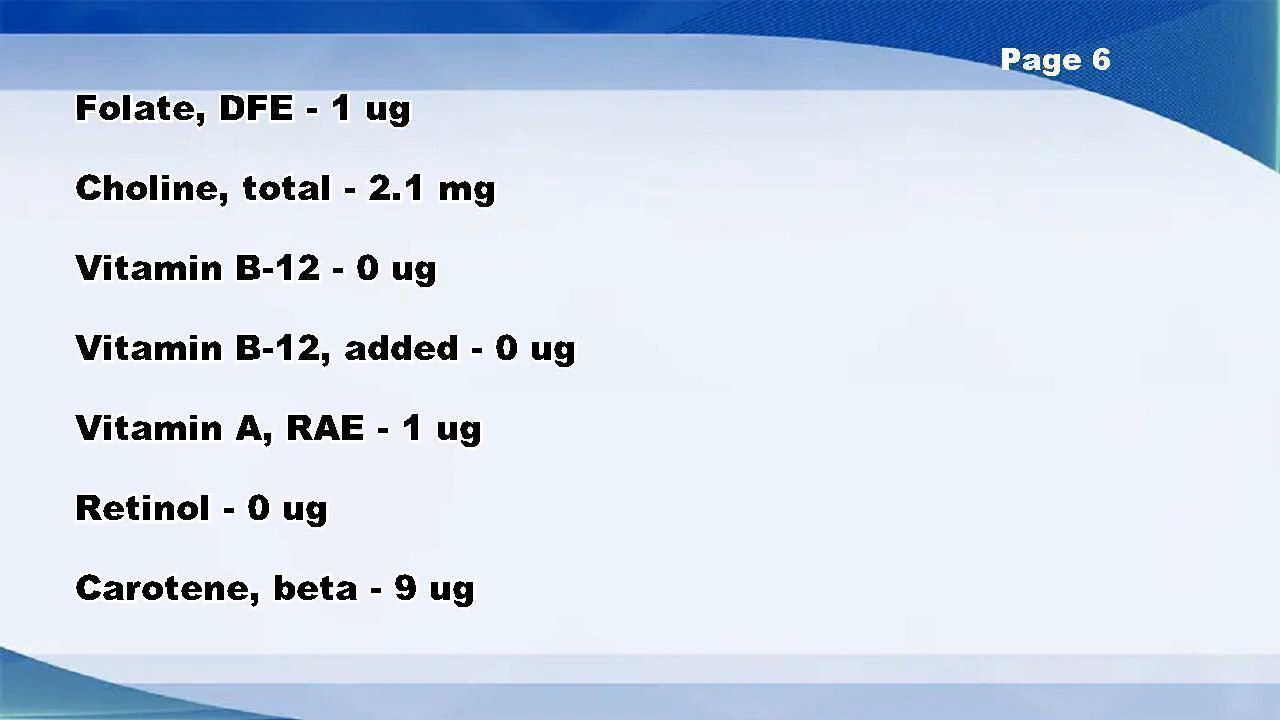 Page 6
Folate, DFE - 1 ug
Choline, total - 2.1 mg
Vitamin B-12 - 0 ug
Vitamin B-12, added - 0 ug
Vitamin A, RAE - 1 ug
Retinol - 0 ug
Carotene, beta - 9 ug